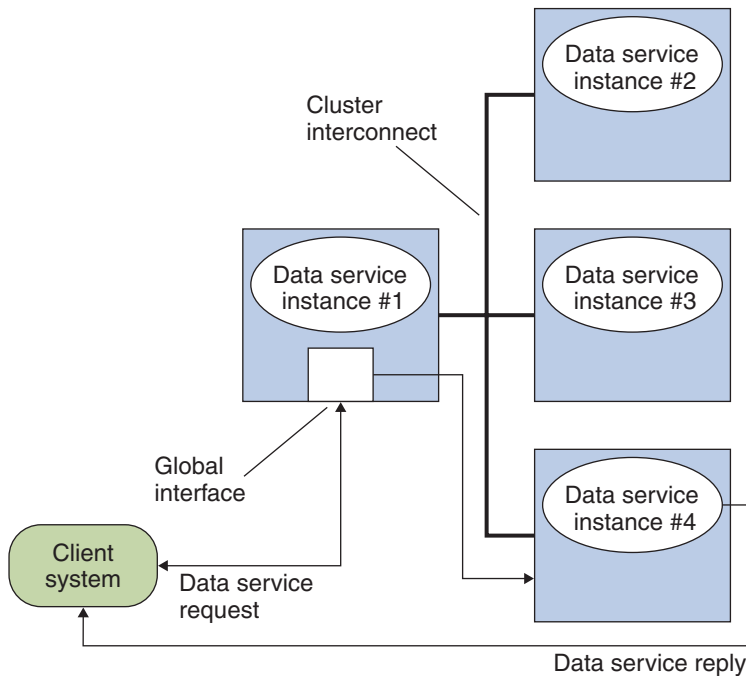 Data service
instance #2
Cluster
interconnect
Data service
instance #1
Data service
instance #3
Global
interface
Data service
instance #4
Client
system
Data service
request
Data service reply